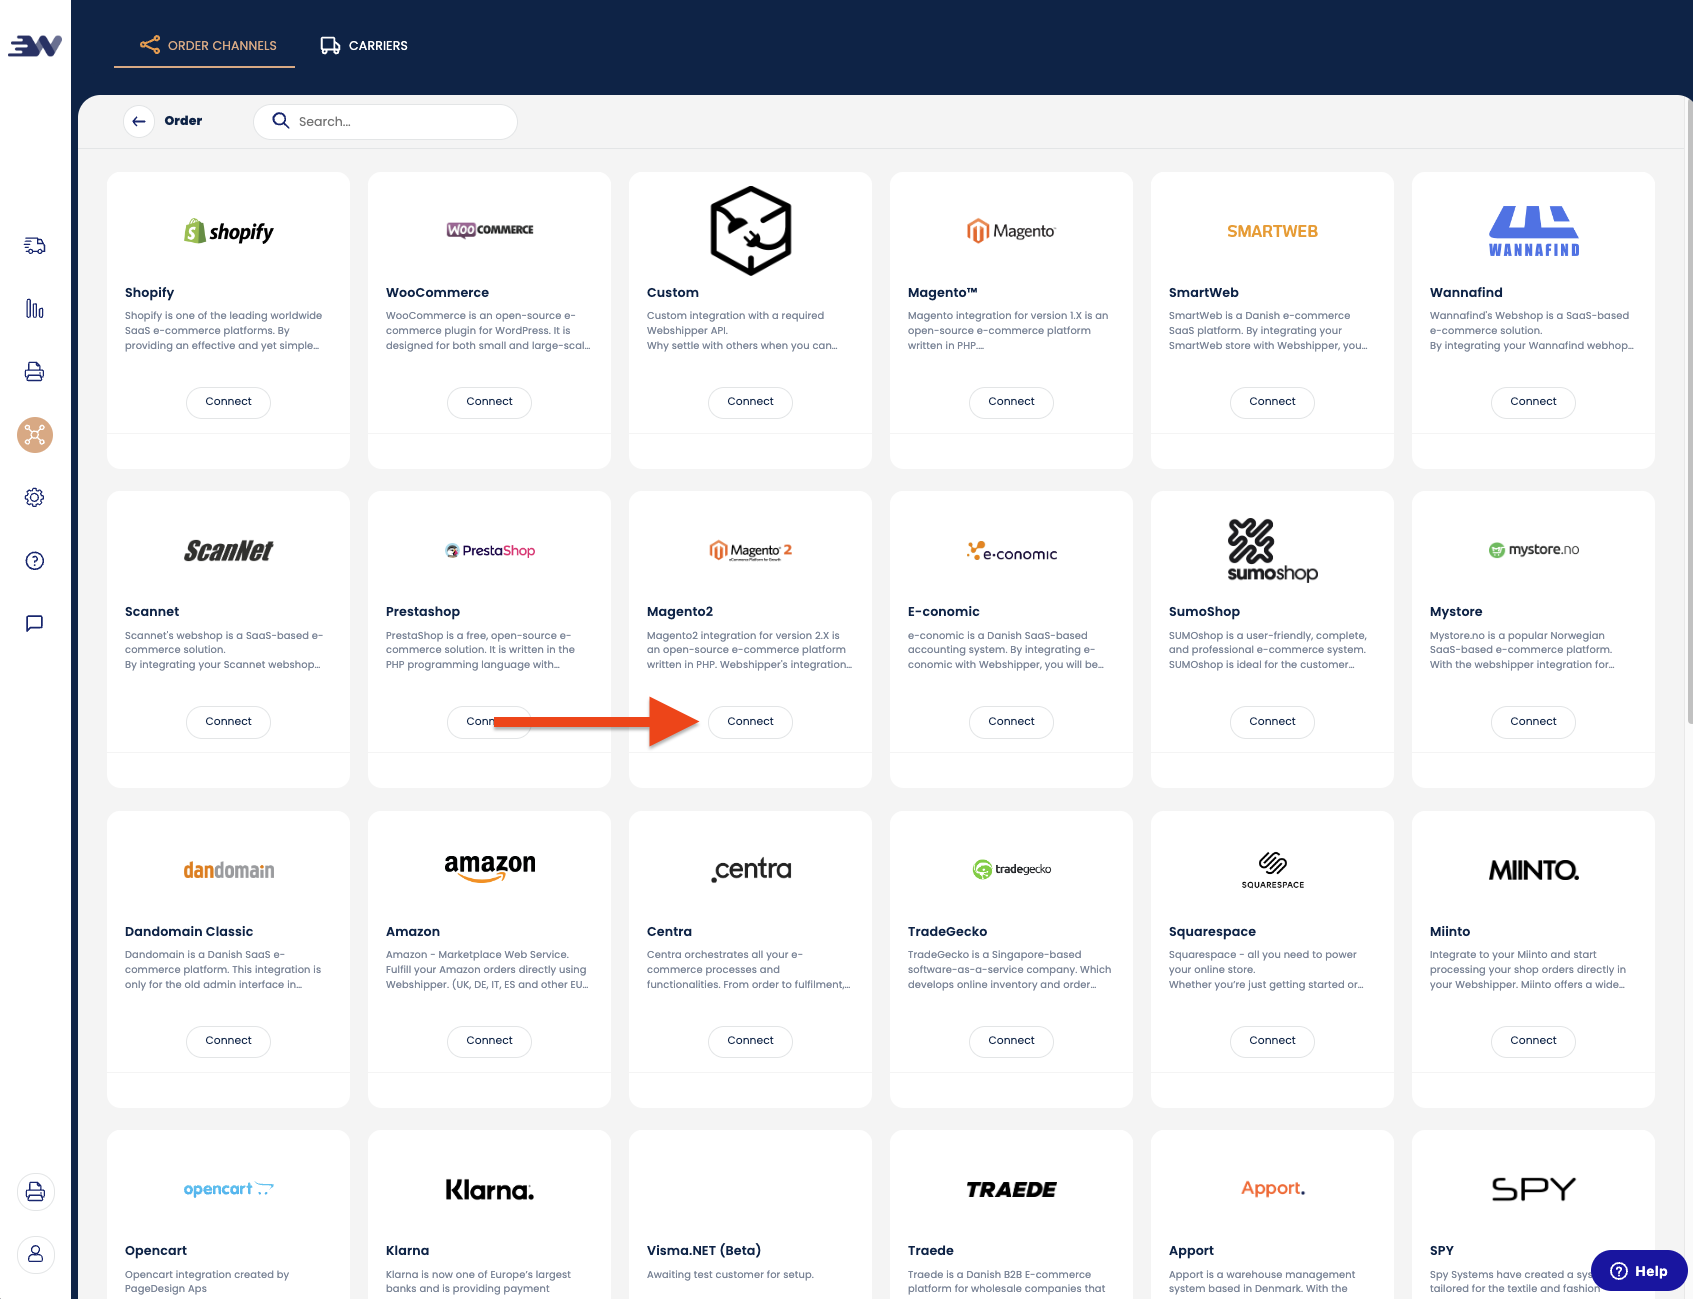 ORDER CHANNELS
CARRIERS
Order
Search...
shopify
Shopify
Shopify is one of the leading worldwide
SaaS e-commerce platforms. By
providing an effective and yet simple...
Connect
WOO COMMERCE
WooCommerce
WooCommerce is an open-source e-
commerce plugin for WordPress. It is
designed for both small and large-scal...
Connect
Custom
Custom integration with a required
Webshipper API.
Why settle with others when you can...
Connect
Magento
Magento™
Magento integration for version 1.X is an
open-source e-commerce platform
written in PHP....
Connect
SMARTWEB
SmartWeb
SmartWeb is a Danish e-commerce
SaaS platform. By integrating your
SmartWeb store with Webshipper, you...
Connect
WANNAFIND
Wannafind
Wannafind's Webshop is a SaaS-based
e-commerce solution.
By integrating your Wannafind webhop...
Connect
ScanNet
Scannet
Scannet's webshop is a SaaS-based e-
commerce solution.
By integrating your Scannet webshop...
Connect
PrestaShop
Prestashop
PrestaShop is a free, open-source e-
commerce solution. It is written in the
PHP programming language with...
Conn
Magento 2
eCommerce Platform for Growth
Magento2
Magento2 integration for version 2.X is
an open-source e-commerce platform
written in PHP. Webshipper's integration...
Connect
e-conomic
E-conomic
e-conomic is a Danish SaaS-based
accounting system. By integrating e-
conomic with Webshipper, you will be...
Connect
sumoshop
SumoShop
SUMOshop is a user-friendly, complete,
and professional e-commerce system.
SUMOshop is ideal for the customer...
Connect
mystore.no
Mystore
Mystore.no is a popular Norwegian
SaaS-based e-commerce platform.
With the webshipper integration for...
Connect
dandomain
Dandomain Classic
Dandomain is a Danish SaaS e-
commerce platform. This integration is
only for the old admin interface in...
Connect
amazon
Amazon
Amazon - Marketplace Web Service.
Fulfill your Amazon orders directly using
Webshipper. (UK, DE, IT, ES and other EU...
Connect
.centra
Centra
Centra orchestrates all your e-
commerce processes and
functionalities. From order to fulfilment,...
Connect
tradegecko
TradeGecko
TradeGecko is a Singapore-based
software-as-a-service company. Which
develops online inventory and order...
Connect
SQUARESPACE
Squarespace
Squarespace - all you need to power
your online store.
Whether you're just getting started or...
Connect
MIINTO.
Miinto
Integrate to your Miinto and start
processing your shop orders directly in
your Webshipper. Miinto offers a wide...
Connect
opencart
Opencart
Opencart integration created by
PageDesign Aps
Klarna.
Klarna
Klarna is now one of Europe's largest
banks and is providing payment
Visma.NET (Beta)
Awaiting test customer for setup.
TRAEDE
Traede
Traede is a Danish B2B E-commerce
platform for wholesale companies that
Apport.
Apport
Apport is a warehouse management
system based in Denmark. With the
SPY
SPY
Spy Systems have created a sys
tailored for the textile and fashion
Help